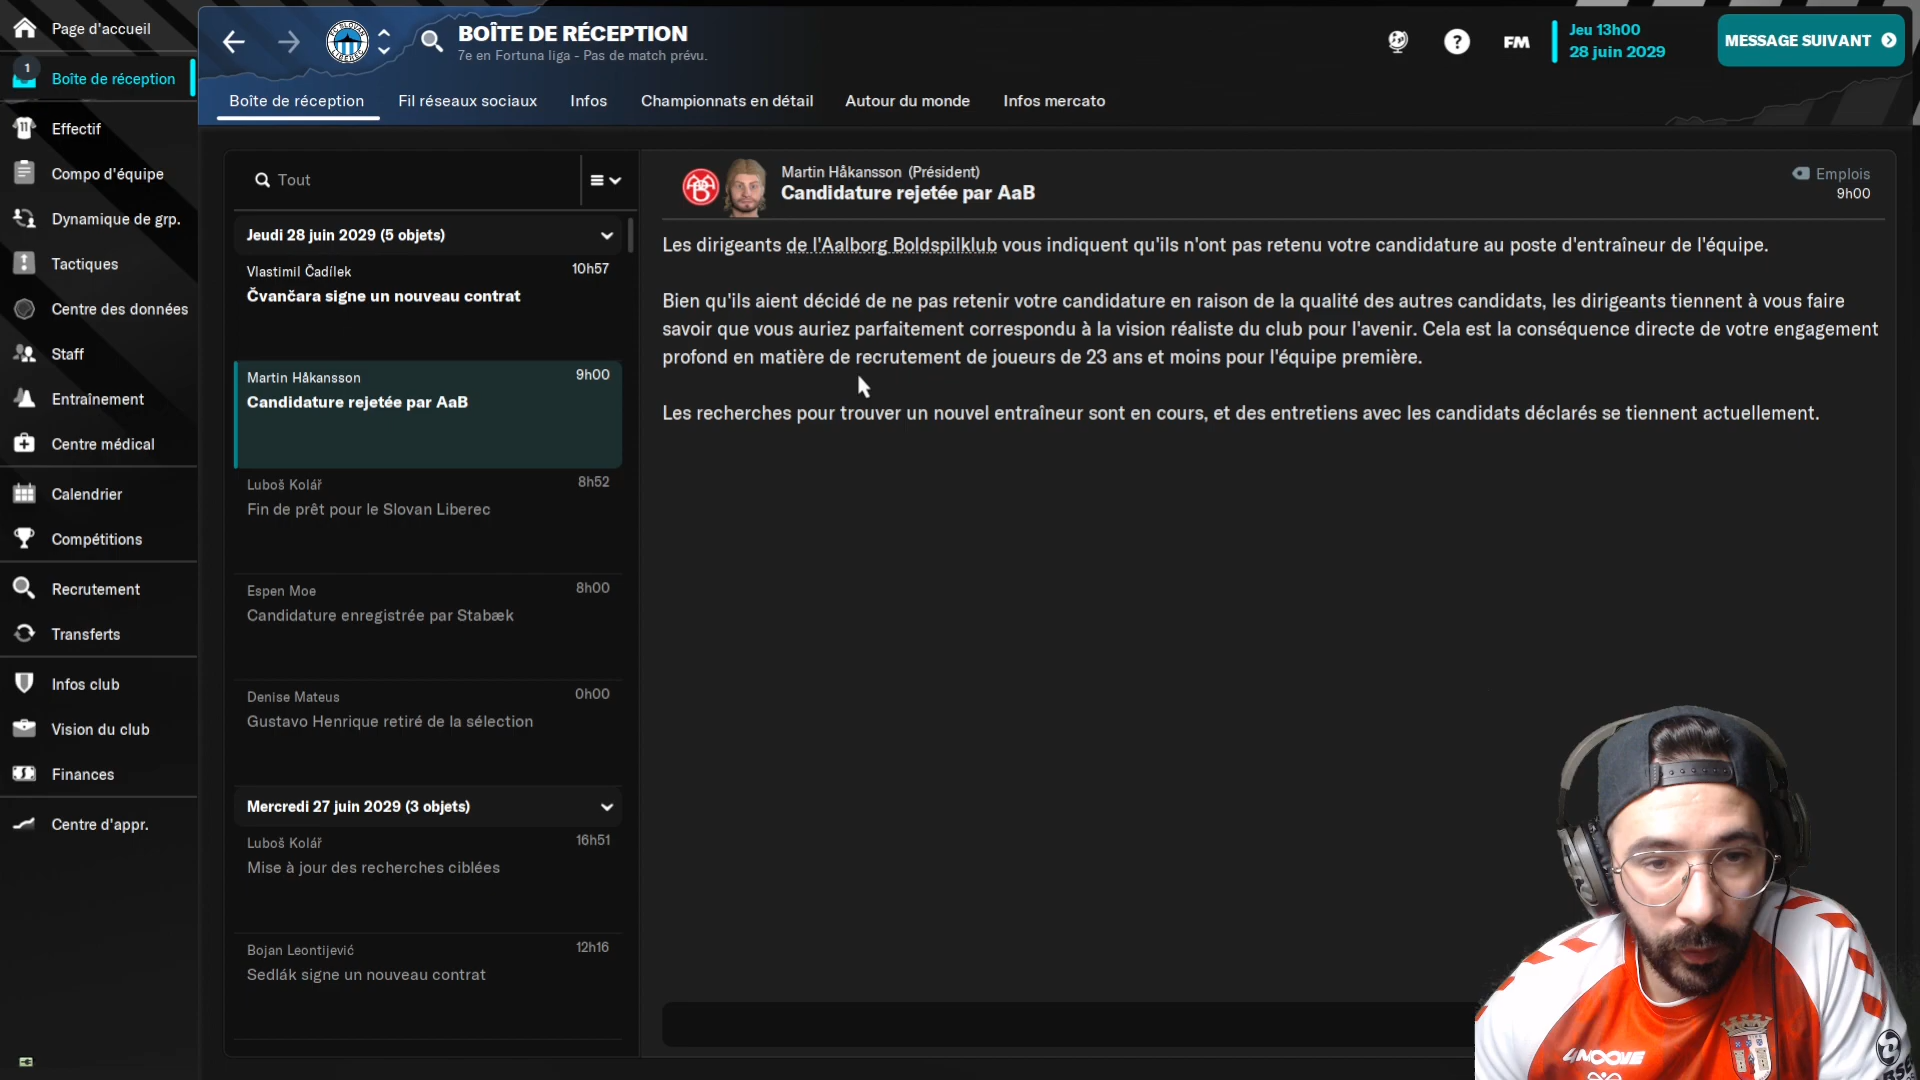 Page d'accueil
1
Boîte de réception
Effectif
Compo d'équipe
Dynamique de grp.
Tactiques
Centre des données
Staff
Entraînement
Centre médical
Calendrier
Compétitions
Recrutement
Transferts
Infos club
Vision du club
Finances
Centre d'appr.
BOÎTE DE RÉCEPTION
7e en Fortuna liga - Pas de match prévu.
?
FM
Jeu 13h00
28 juin 2029
MESSAGE SUIVANT
Boîte de réception
Fil réseaux sociaux
Infos
Championnats en détail
Autour du monde
Infos mercato
Tout
Jeudi 28 juin 2029 (5 objets)
Vlastimil Čadílek
10h57
Čvančara signe un nouveau contrat
Martin Håkansson
9h00
Candidature rejetée par AaB
Luboš Kolář
8h52
Fin de prêt pour le Slovan Liberec
Espen Moe
8h00
Candidature enregistrée par Stabæk
Denise Mateus
0h00
Gustavo Henrique retiré de la sélection
Mercredi 27 juin 2029 (3 objets)
Luboš Kolář
16h51
Mise à jour des recherches ciblées
Bojan Leontijević
12h16
Sedlák signe un nouveau contrat
Martin Håkansson (Président)
Candidature rejetée par AaB
Emplois
9h00
Les dirigeants de l'Aalborg Boldspilklub vous indiquent qu'ils n'ont pas retenu votre candidature au poste d'entraîneur de l'équipe.
Bien qu'ils aient décidé de ne pas retenir votre candidature en raison de la qualité des autres candidats, les dirigeants tiennent à vous faire
savoir que vous auriez parfaitement correspondu à la vision réaliste du club pour l'avenir. Cela est la conséquence directe de votre engagement
profond en matière de recrutement de joueurs de 23 ans et moins pour l'équipe première.
Les recherches pour trouver un nouvel entraîneur sont en cours, et des entretiens avec les candidats déclarés se tiennent actuellement.